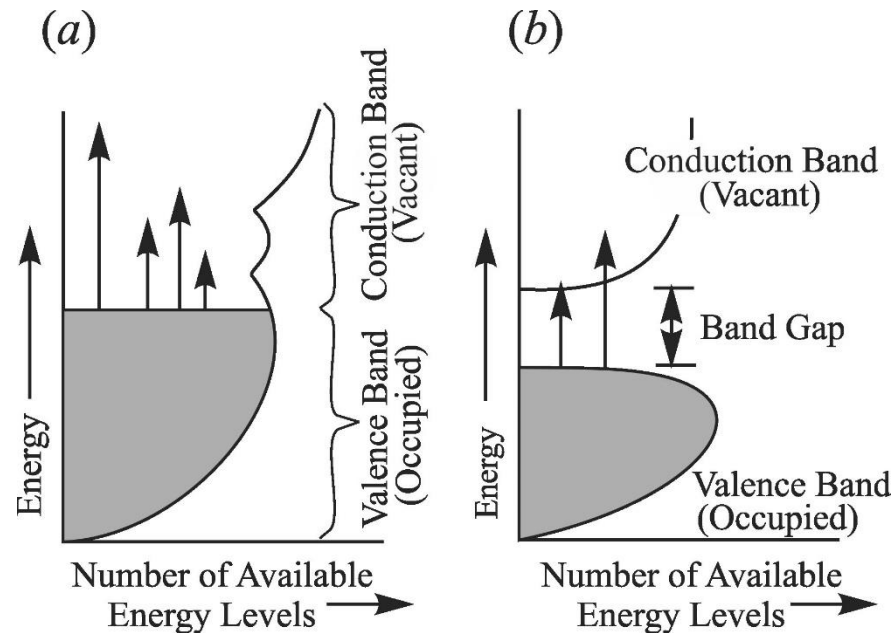 (a)
Energy
Conduction Band
(Vacant)
Valence Band
(Occupied)
Number of Available
Energy Levels
(b)
Energy
Conduction Band
(Vacant)
Band Gap
Valence Band
(Occupied)
Number of Available
Energy Levels